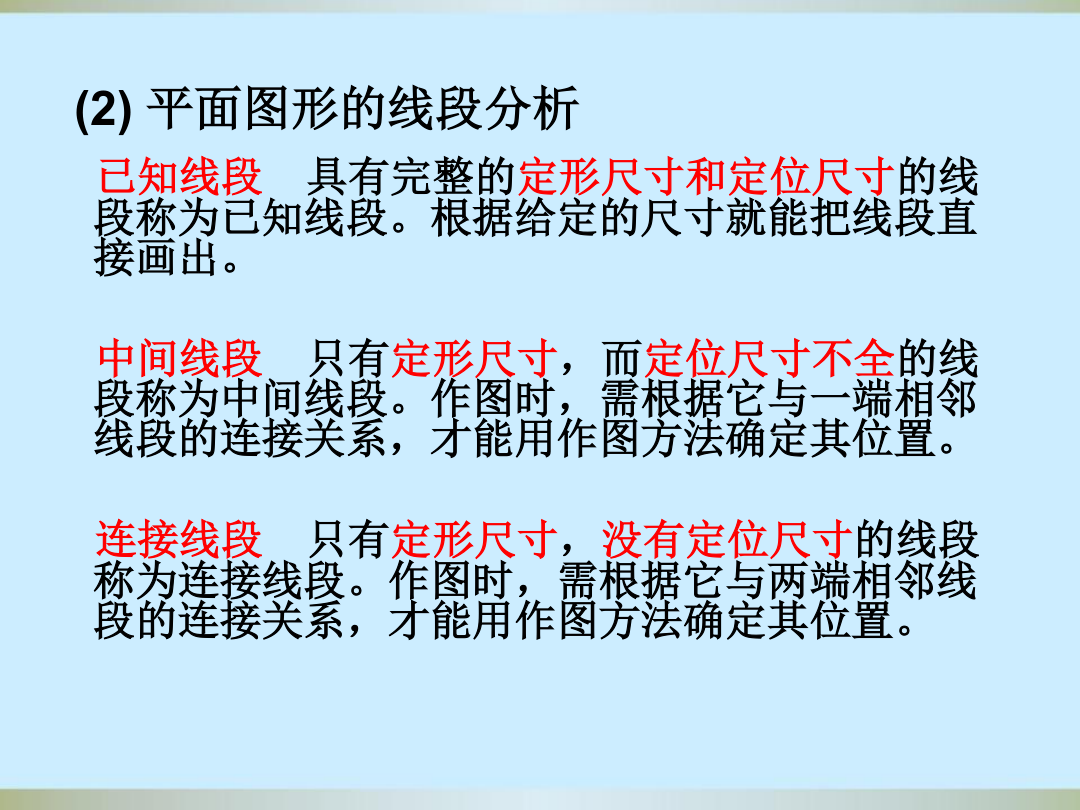 (2) 平面图形的线段分析
已知线段 具有完整的定形尺寸和定位尺寸的线
段称为已知线段。根据给定的尺寸就能把线段直
接画出。
中间线段 只有定形尺寸，而定位尺寸不全的线
段称为中间线段。作图时，需根据它与一端相邻
线段的连接关系，才能用作图方法确定其位置。
连接线段 只有定形尺寸，没有定位尺寸的线段
称为连接线段。作图时，需根据它与两端相邻线
段的连接关系，才能用作图方法确定其位置。